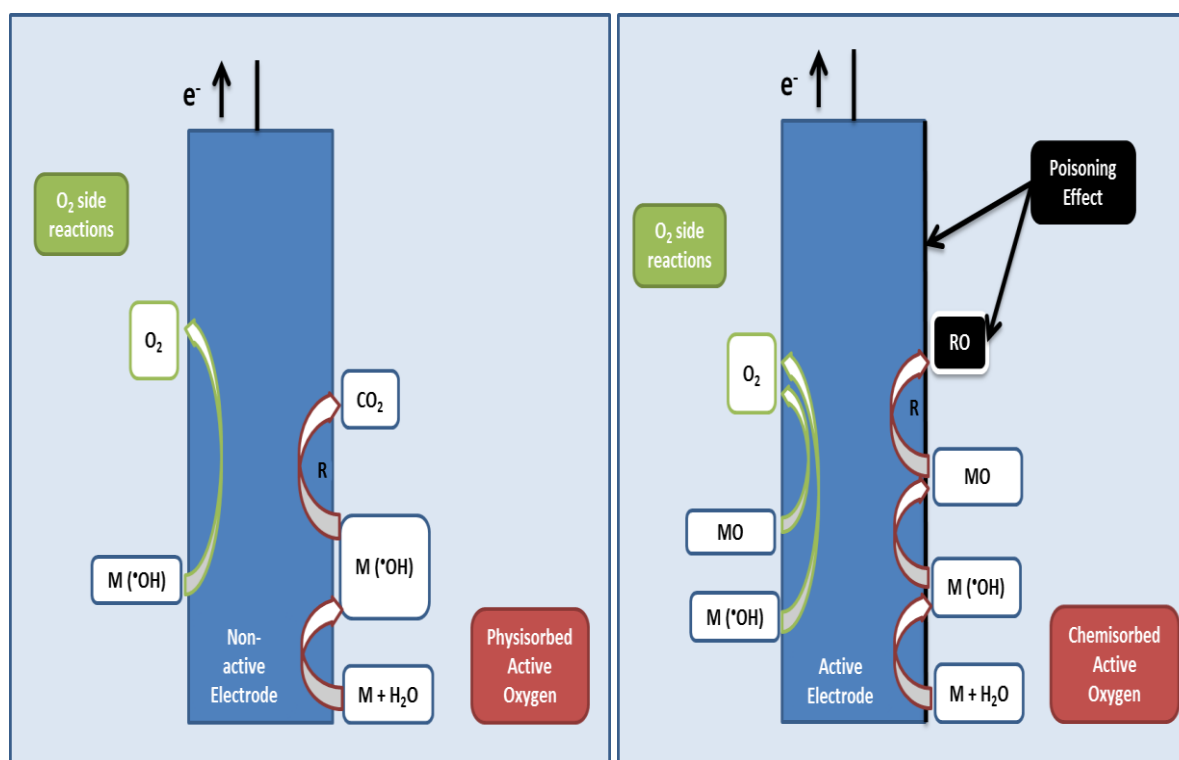 e⁻
O₂ side
reactions
O₂
CO₂
R
M (•OH)
M (•OH)
Non-
active
Electrode
M + H₂O
Physisorbed
Active
Oxygen
e⁻
Poisoning
Effect
O₂ side
reactions
RO
O₂
R
MO
MO
M (•OH)
M (•OH)
Active
Electrode
M + H₂O
Chemisorbed
Active
Oxygen